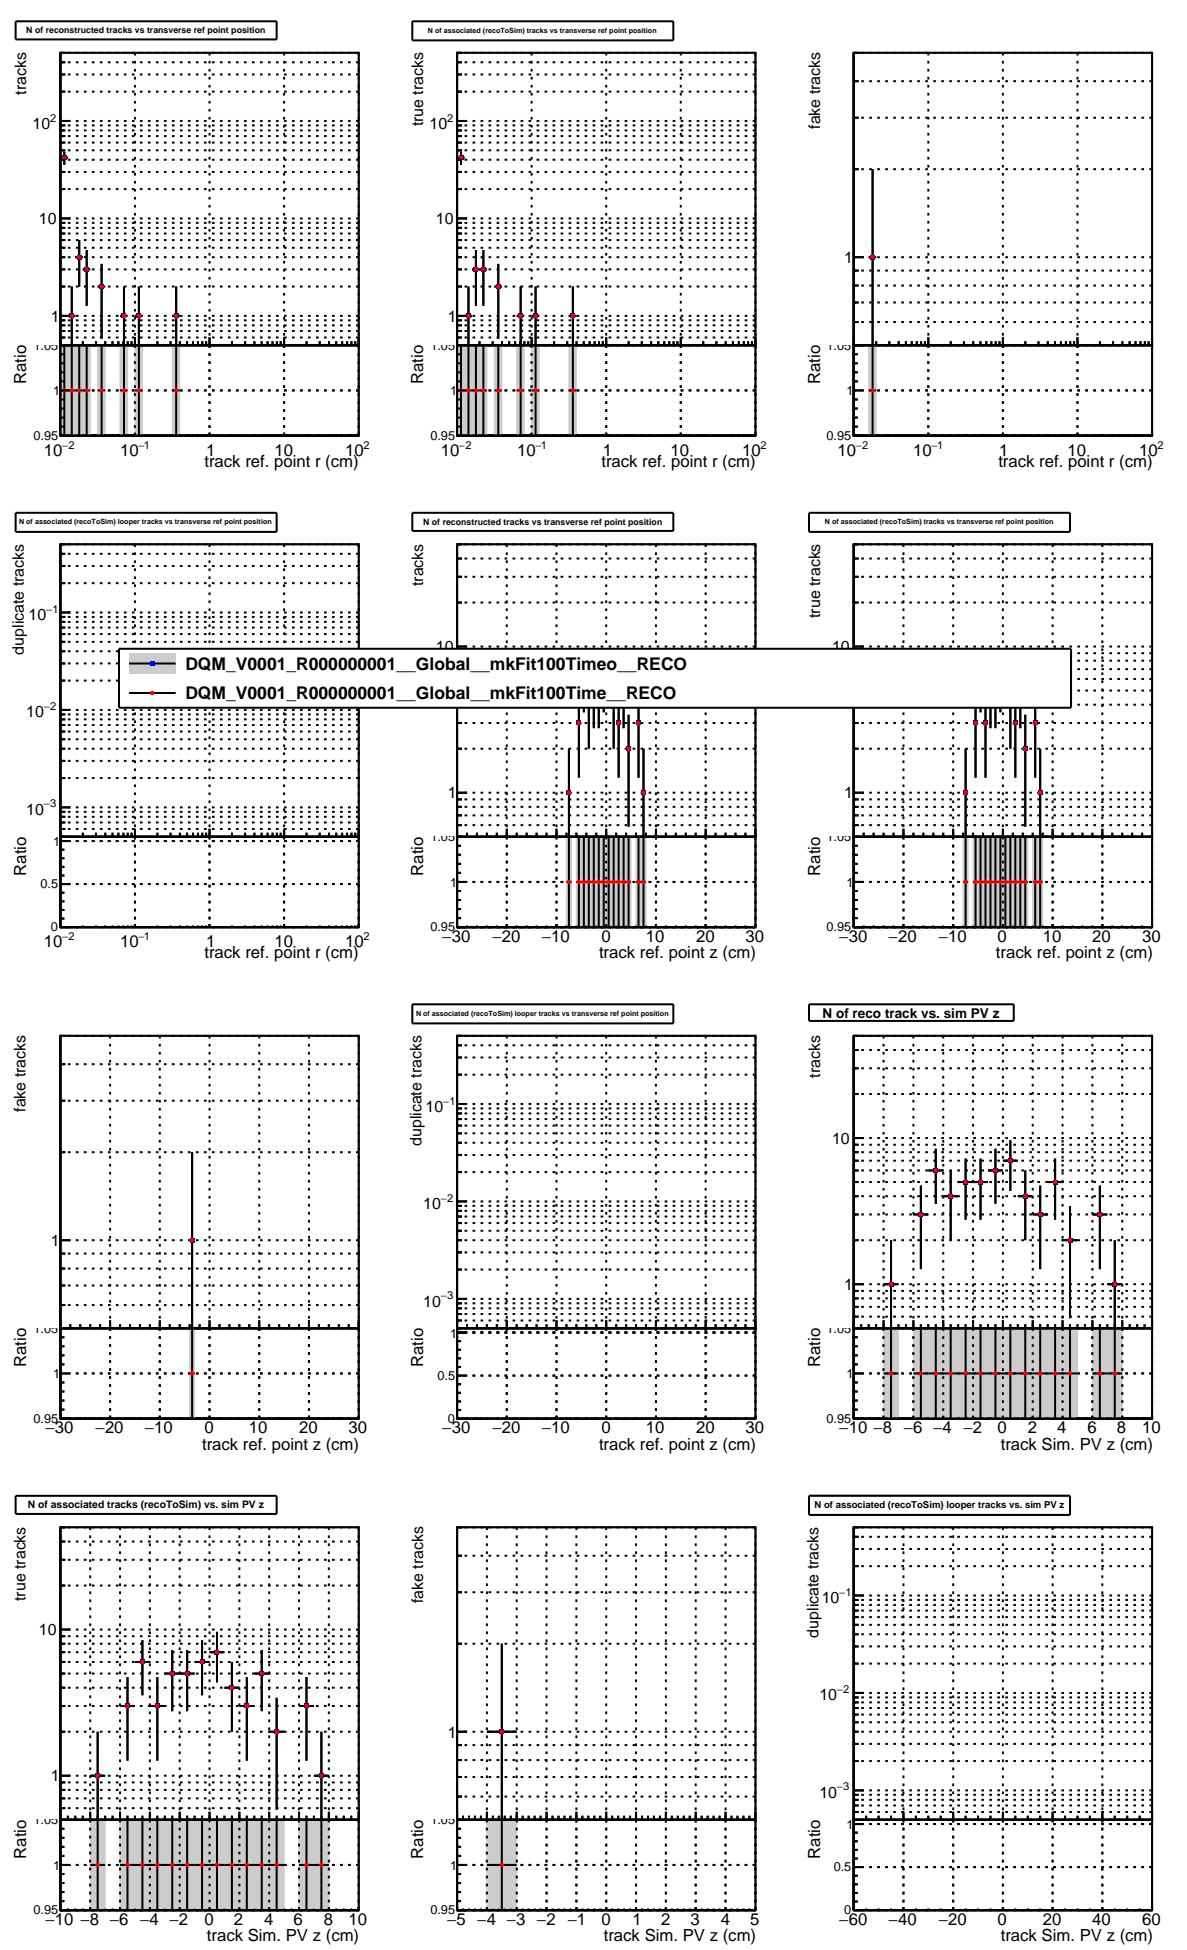 N of reconstructed tracks vs transverse ref point position
tracks
10²
10
1
Ratio
1.05
1
0.95
10⁻² 10⁻¹ 1 10 10²
track ref. point r (cm)
N of associated (recoToSim) tracks vs transverse ref point position
true tracks
10²
10
1
Ratio
1.05
1
0.95
10⁻² 10⁻¹ 1 10 10²
track ref. point r (cm)
fake tracks
1
Ratio
1.05
1
0.95
10⁻² 10⁻¹ 1 10 10²
track ref. point r (cm)
N of associated (recoToSim) looper tracks vs transverse ref point position
duplicate tracks
10⁻¹
10⁻²
10⁻³
Ratio
1
0.5
0
10⁻² 10⁻¹ 1 10 10²
track ref. point r (cm)
N of reconstructed tracks vs transverse ref point position
tracks
10
1
Ratio
1.05
1
0.95
−30 −20 −10 0 10 20 30
track ref. point z (cm)
N of associated (recoToSim) tracks vs transverse ref point position
true tracks
1
Ratio
1.05
1
0.95
−30 −20 −10 0 10 20 30
track ref. point z (cm)
DQM_V0001_R000000001__Global__mkFit100Timeo__RECO
DQM_V0001_R000000001__Global__mkFit100Time__RECO
fake tracks
1
Ratio
1.05
1
0.95
−30 −20 −10 0 10 20 30
track ref. point z (cm)
N of associated (recoToSim) looper tracks vs transverse ref point position
duplicate tracks
10⁻¹
10⁻²
10⁻³
Ratio
1
0.5
0
−30 −20 −10 0 10 20 30
track ref. point z (cm)
N of reco track vs. sim PV z
tracks
10
1
Ratio
1.05
1
0.95
−10 −8 −6 −4 −2 0 2 4 6 8 10
track Sim. PV z (cm)
N of associated tracks (recoToSim) vs. sim PV z
true tracks
10
1
Ratio
1.05
1
0.95
−10 −8 −6 −4 −2 0 2 4 6 8 10
track Sim. PV z (cm)
fake tracks
1
Ratio
1.05
1
0.95
−5 −4 −3 −2 −1 0 1 2 3 4 5
track Sim. PV z (cm)
N of associated (recoToSim) looper tracks vs. sim PV z
duplicate tracks
10⁻¹
10⁻²
10⁻³
Ratio
1
0.5
0
−60 −40 −20 0 20 40 60
track Sim. PV z (cm)